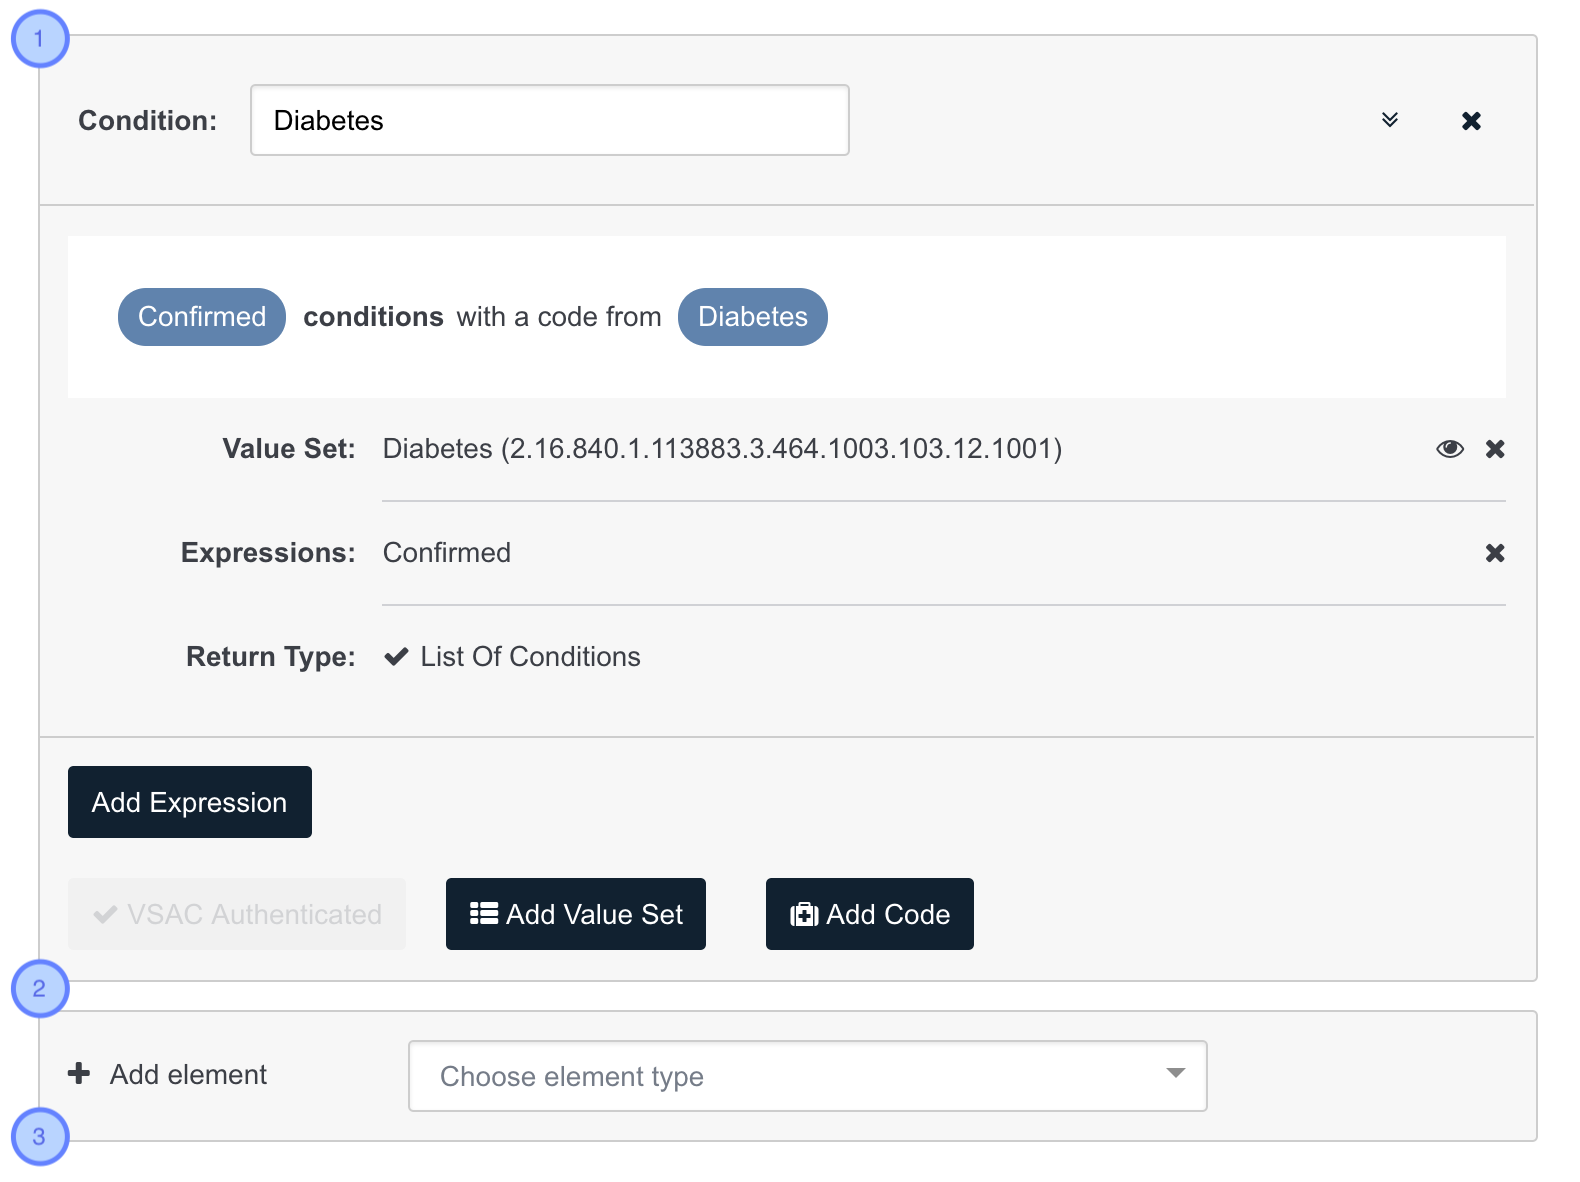 1
Condition: Diabetes
Confirmed conditions with a code from Diabetes
Value Set: Diabetes (2.16.840.1.113883.3.464.1003.103.12.1001)
Expressions: Confirmed
Return Type: List Of Conditions
Add Expression
VSAC Authenticated Add Value Set Add Code
2
Add element Choose element type
3